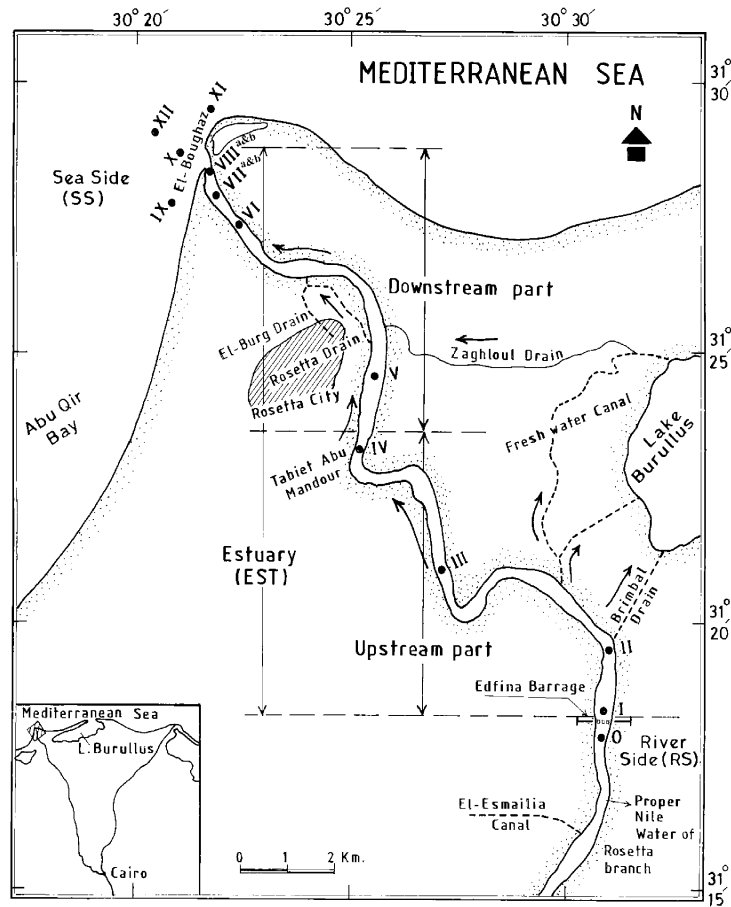 30° 20′
30° 25′
30° 30′
MEDITERRANEAN SEA
31° 30′
N
XI
XII
X
El-Boughaz
VIII a&b
VII a&b
IX
VI
Sea Side
(SS)
Downstream part
El-Burg Drain
Rosetta Drain
Rosetta City
Zaghloul Drain
31° 25′
V
Abu Qir
Bay
Fresh water Canal
Lake
Burullus
IV
Tabiet Abu
Mandour
Estuary
(EST)
III
Brimbal
Drain
31° 20′
II
Upstream part
Edfina Barrage
I
O
River
Side (RS)
Mediterranean Sea
L.Burullus
Cairo
El-Esmailia
Canal
Proper
Nile
Water of
Rosetta
branch
0 1 2 Km.
31° 15′